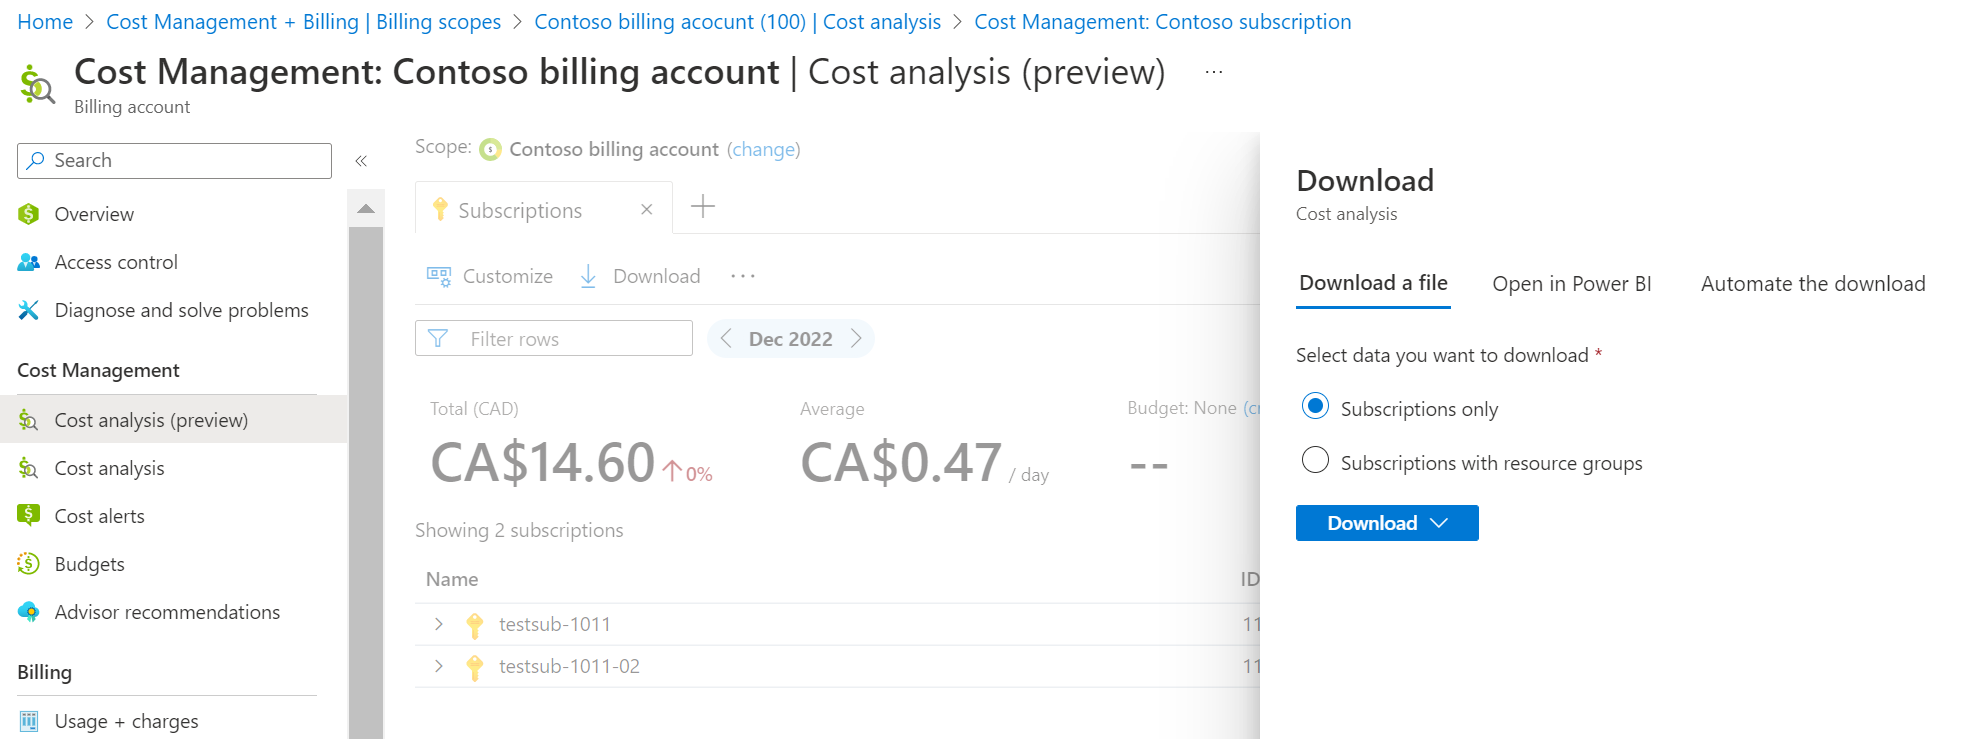 Home > Cost Management + Billing | Billing scopes > Contoso billing acocunt (100) | Cost analysis > Cost Management: Contoso subscription
Cost Management: Contoso billing account | Cost analysis (preview) ...
Billing account
Search «
Overview
Access control
Diagnose and solve problems
Cost Management
Cost analysis (preview)
Cost analysis
Cost alerts
Budgets
Advisor recommendations
Billing
Usage + charges
Scope: Contoso billing account (change)
Subscriptions × +
Customize Download ...
Filter rows < Dec 2022 >
Total (CAD) Average Budget: None (cr
CA$14.60 ↑0% CA$0.47 / day --
Showing 2 subscriptions
Name ID
> testsub-1011 11
> testsub-1011-02 11
Download
Cost analysis
Download a file Open in Power BI Automate the download
Select data you want to download *
Subscriptions only
Subscriptions with resource groups
Download